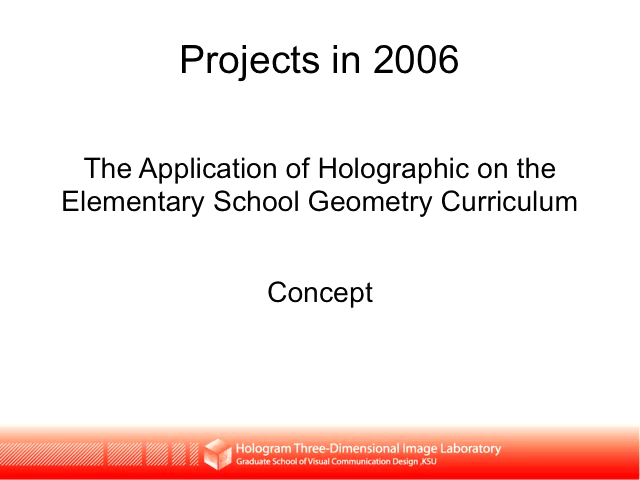 Projects in 2006
The Application of Holographic on the
Elementary School Geometry Curriculum
Concept
Hologram Three-Dimensional Image Laboratory
Graduate School of Visual Communication Design ,KSU